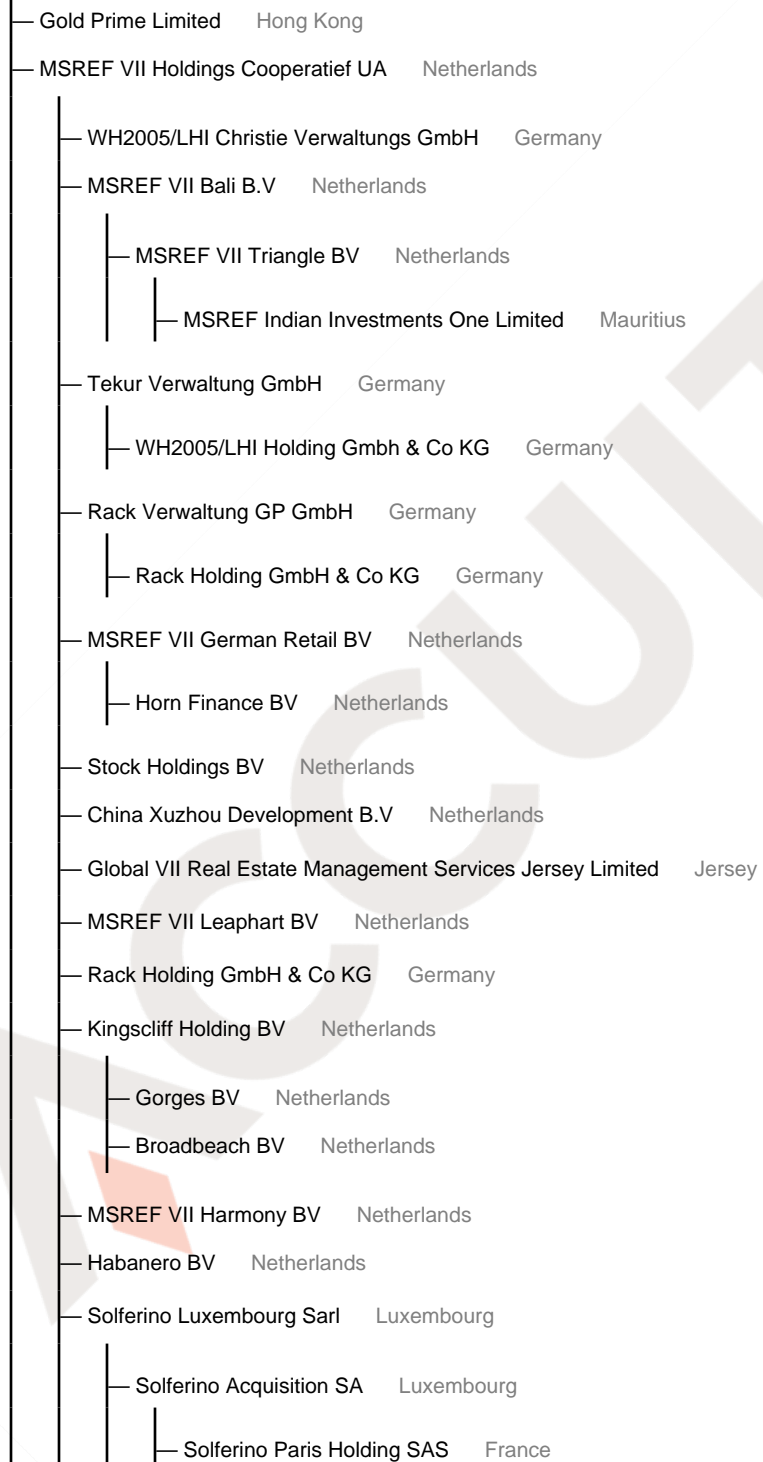 Gold Prime Limited Hong Kong
MSREF VII Holdings Cooperatief UA Netherlands
WH2005/LHI Christie Verwaltungs GmbH Germany
MSREF VII Bali B.V Netherlands
MSREF VII Triangle BV Netherlands
MSREF Indian Investments One Limited Mauritius
Tekur Verwaltung GmbH Germany
WH2005/LHI Holding Gmbh & Co KG Germany
Rack Verwaltung GP GmbH Germany
Rack Holding GmbH & Co KG Germany
MSREF VII German Retail BV Netherlands
Horn Finance BV Netherlands
Stock Holdings BV Netherlands
China Xuzhou Development B.V Netherlands
Global VII Real Estate Management Services Jersey Limited Jersey
MSREF VII Leaphart BV Netherlands
Rack Holding GmbH & Co KG Germany
Kingscliff Holding BV Netherlands
Gorges BV Netherlands
Broadbeach BV Netherlands
MSREF VII Harmony BV Netherlands
Habanero BV Netherlands
Solferino Luxembourg Sarl Luxembourg
Solferino Acquisition SA Luxembourg
Solferino Paris Holding SAS France